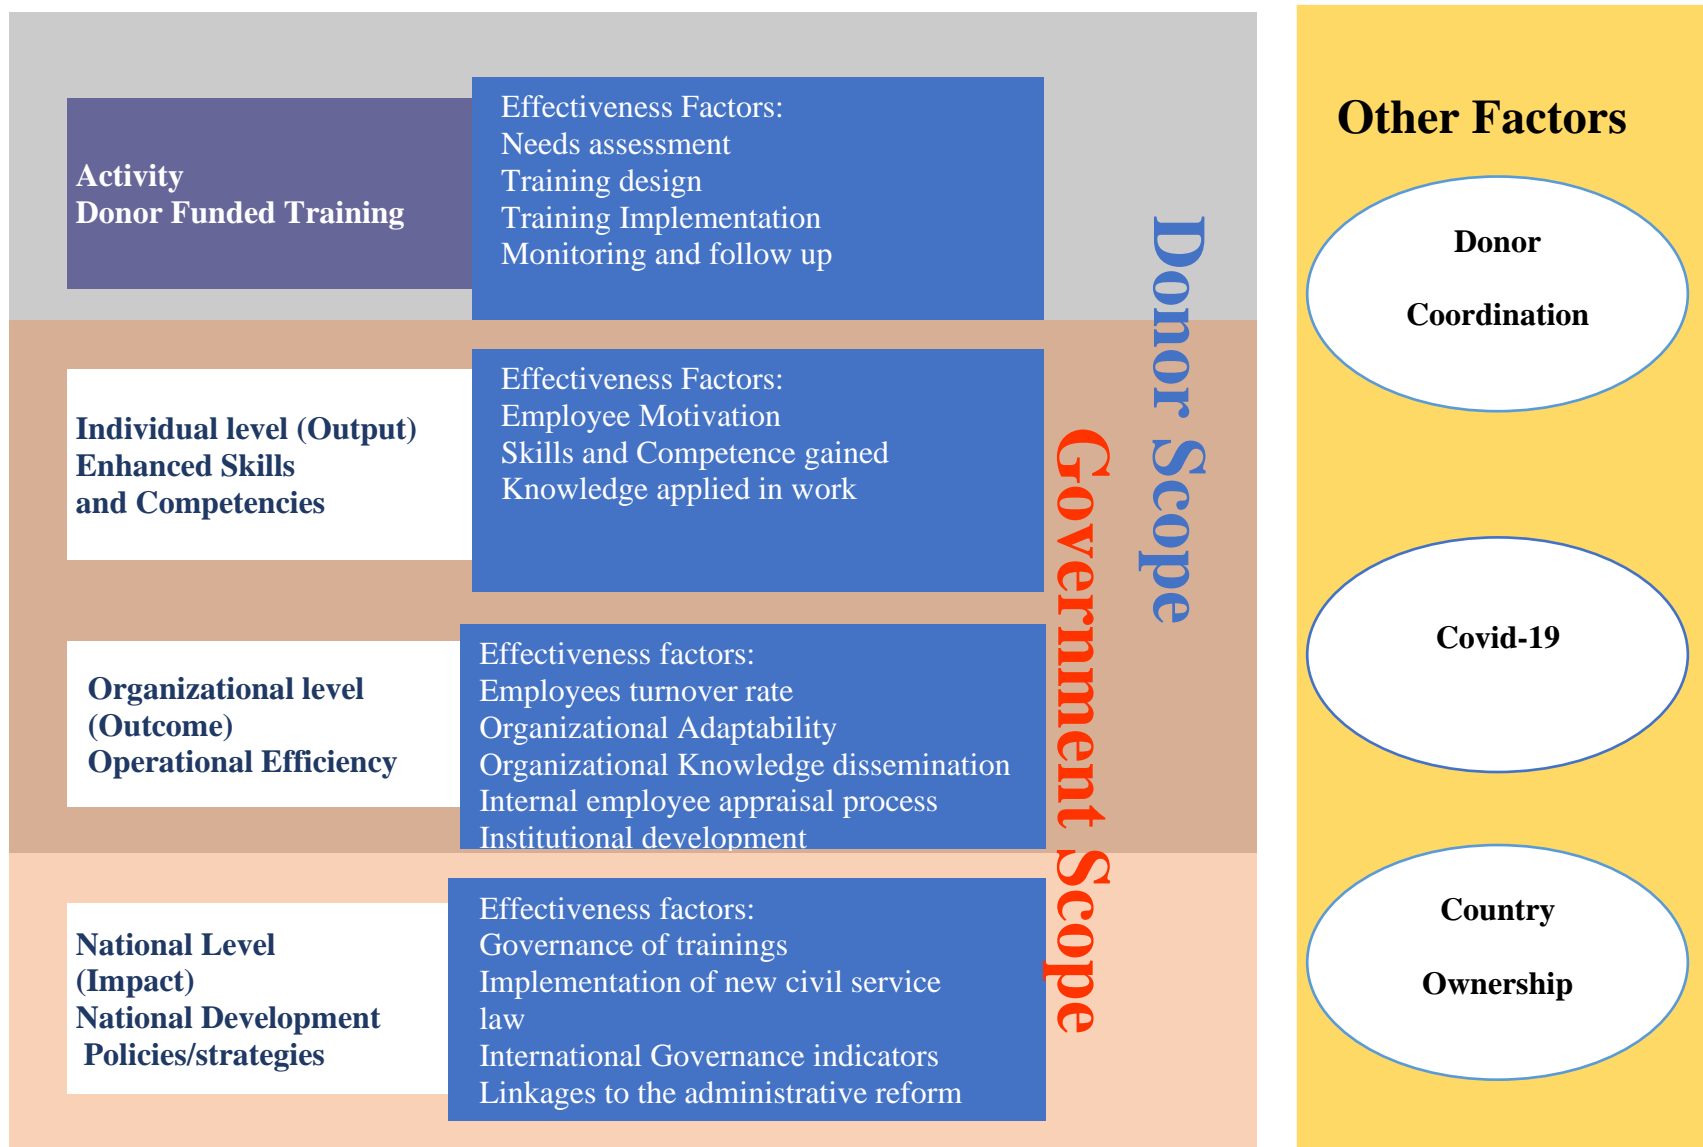 Activity
Donor Funded Training
Effectiveness Factors:
Needs assessment
Training design
Training Implementation
Monitoring and follow up
Individual level (Output)
Enhanced Skills
and Competencies
Effectiveness Factors:
Employee Motivation
Skills and Competence gained
Knowledge applied in work
Organizational level
(Outcome)
Operational Efficiency
Effectiveness factors:
Employees turnover rate
Organizational Adaptability
Organizational Knowledge dissemination
Internal employee appraisal process
Institutional development
National Level
(Impact)
National Development
Policies/strategies
Effectiveness factors:
Governance of trainings
Implementation of new civil service
law
International Governance indicators
Linkages to the administrative reform
Government Scope
Donor Scope
Other Factors
Donor
Coordination
Covid-19
Country
Ownership